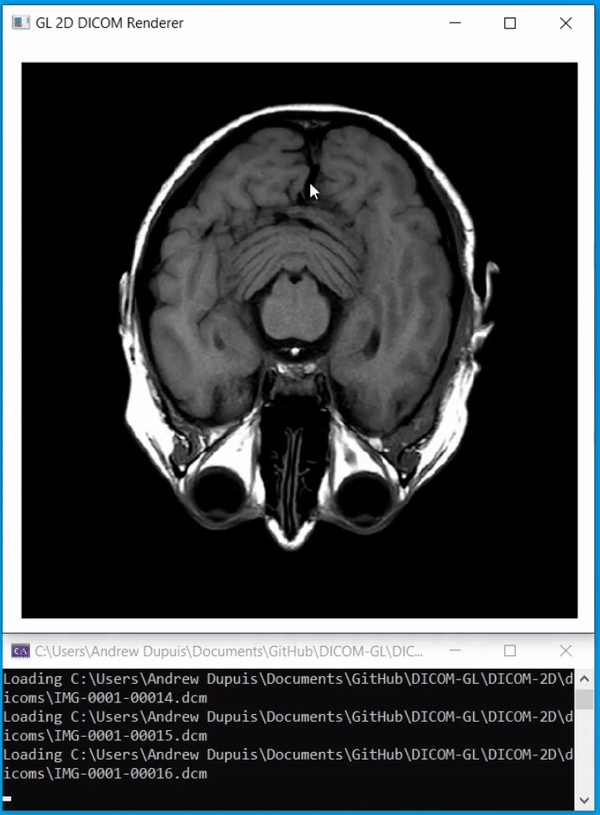 GL 2D DICOM Renderer
C:\Users\Andrew Dupuis\Documents\GitHub\DICOM-GL\DIC...
Loading C:\Users\Andrew Dupuis\Documents\GitHub\DICOM-GL\DICOM-2D\d
icoms\IMG-0001-00014.dcm
Loading C:\Users\Andrew Dupuis\Documents\GitHub\DICOM-GL\DICOM-2D\d
icoms\IMG-0001-00015.dcm
Loading C:\Users\Andrew Dupuis\Documents\GitHub\DICOM-GL\DICOM-2D\d
icoms\IMG-0001-00016.dcm